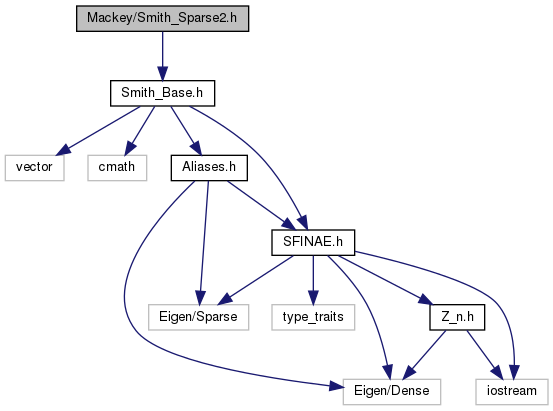 Mackey/Smith_Sparse2.h
Smith_Base.h
vector
cmath
Aliases.h
SFINAE.h
Eigen/Sparse
type_traits
Z_n.h
Eigen/Dense
iostream